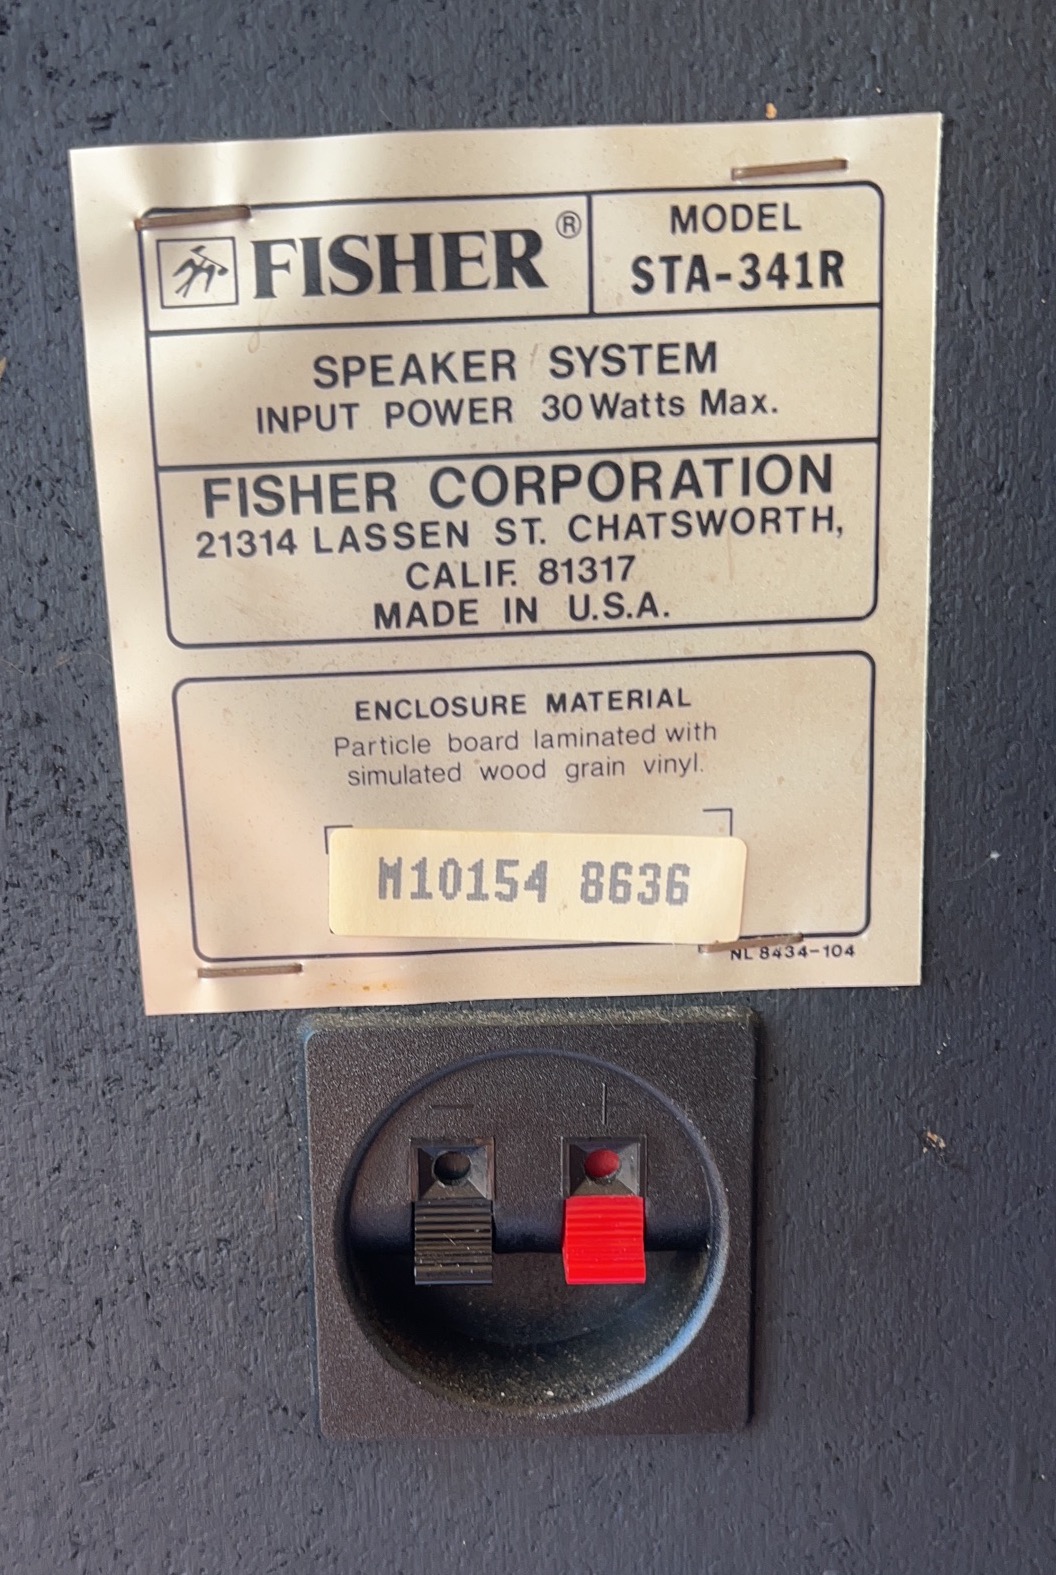 FISHER®
MODEL
STA-341R
SPEAKER SYSTEM
INPUT POWER 30 Watts Max.
FISHER CORPORATION
21314 LASSEN ST. CHATSWORTH,
CALIF. 81317
MADE IN U.S.A.
ENCLOSURE MATERIAL
Particle board laminated with
simulated wood grain vinyl.
M10154 8636
NL 8434-104
− +